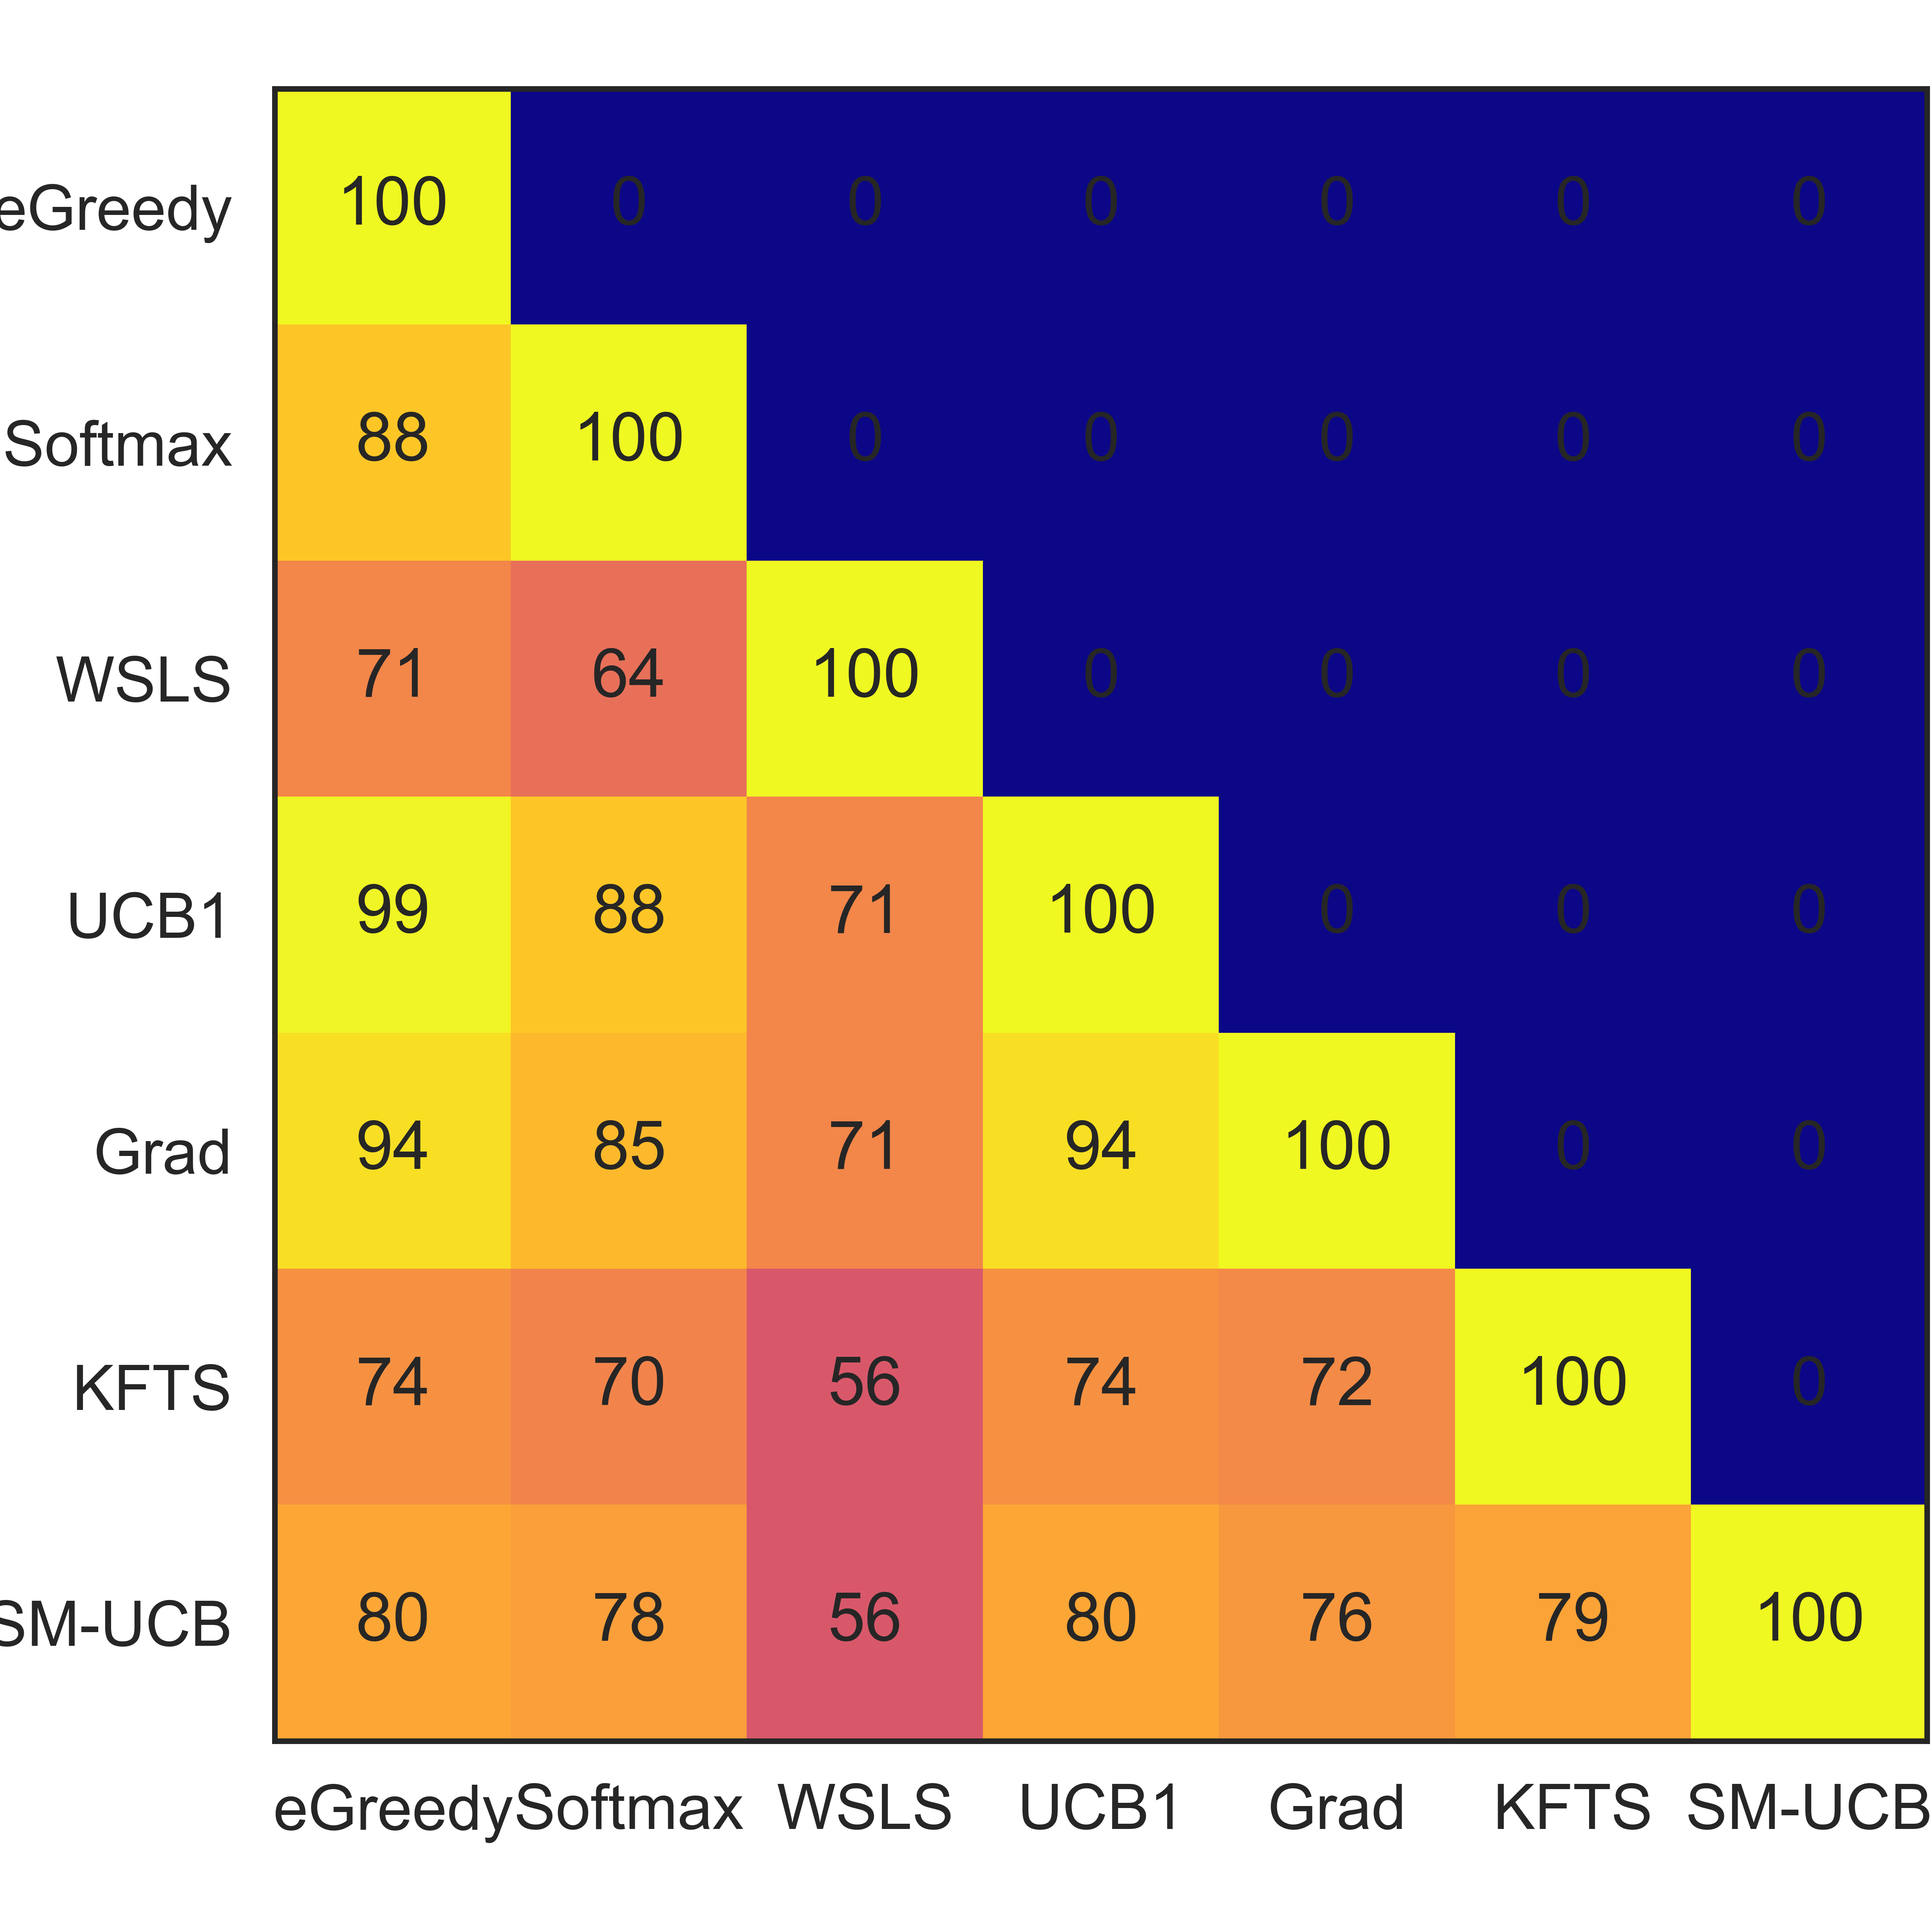 eGreedy 100 0 0 0 0 0 0
Softmax 88 100 0 0 0 0 0
WSLS 71 64 100 0 0 0 0
UCB1 99 88 71 100 0 0 0
Grad 94 85 71 94 100 0 0
KFTS 74 70 56 74 72 100 0
SM-UCB 80 78 56 80 76 79 100
eGreedy Softmax WSLS UCB1 Grad KFTS SM-UCB